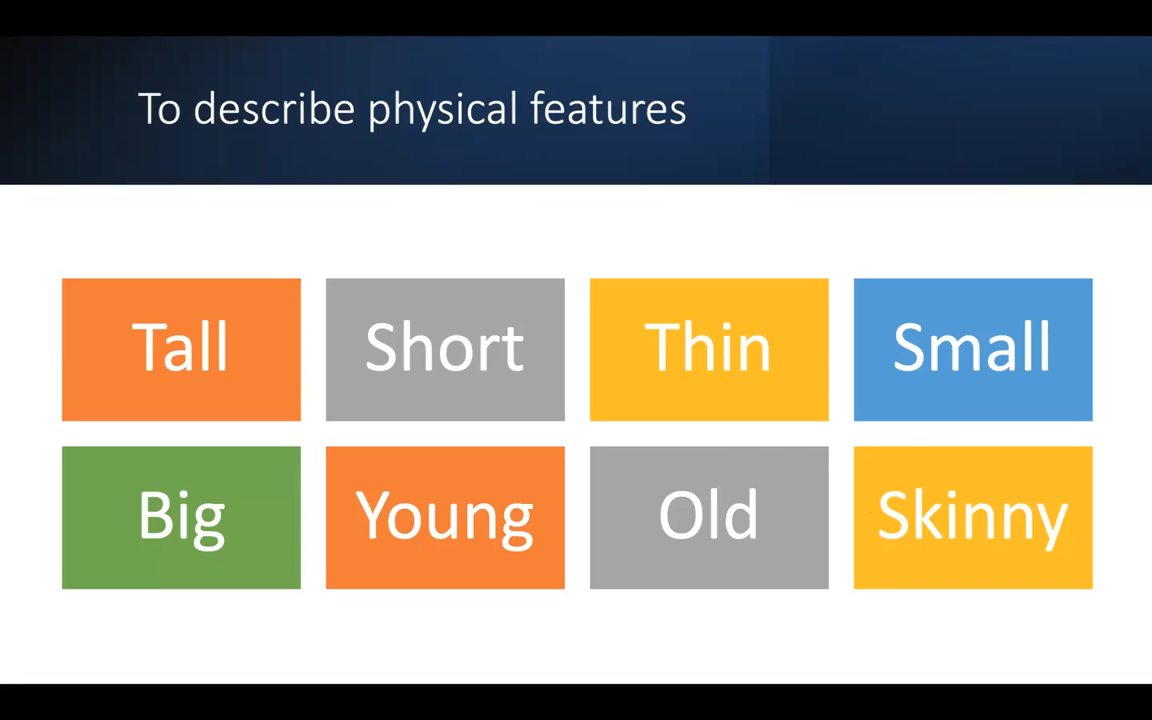 To describe physical features
Tall
Short
Thin
Small
Big
Young
Old
Skinny